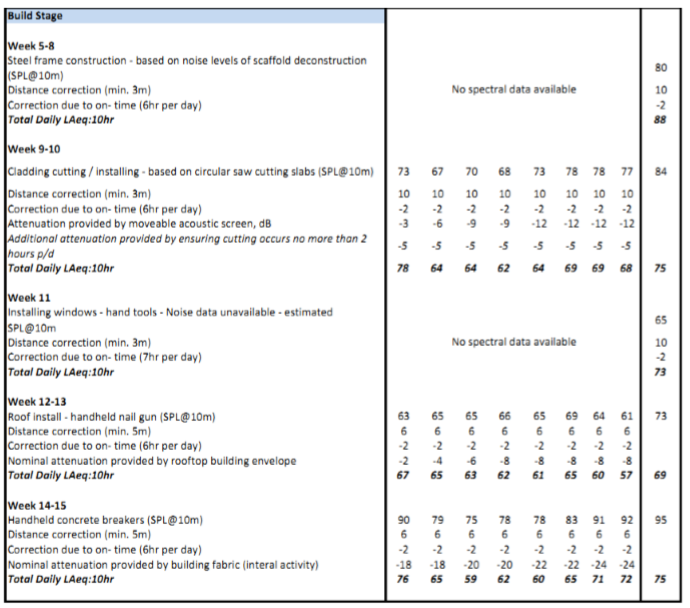 Build Stage
Week 5-8
Steel frame construction - based on noise levels of scaffold deconstruction
(SPL@10m) 80
Distance correction (min. 3m) No spectral data available 10
Correction due to on- time (6hr per day) -2
Total Daily LAeq:10hr 88
Week 9-10
Cladding cutting / installing - based on circular saw cutting slabs (SPL@10m) 73 67 70 68 73 78 78 77 84
Distance correction (min. 3m) 10 10 10 10 10 10 10 10
Correction due to on- time (6hr per day) -2 -2 -2 -2 -2 -2 -2 -2
Attenuation provided by moveable acoustic screen, dB -3 -6 -9 -9 -12 -12 -12 -12
Additional attenuation provided by ensuring cutting occurs no more than 2
hours p/d -5 -5 -5 -5 -5 -5 -5 -5
Total Daily LAeq:10hr 78 64 64 62 64 69 69 68 75
Week 11
Installing windows - hand tools - Noise data unavailable - estimated
SPL@10m 65
Distance correction (min. 3m) No spectral data available 10
Correction due to on- time (7hr per day) -2
Total Daily LAeq:10hr 73
Week 12-13
Roof install - handheld nail gun (SPL@10m) 63 65 65 66 65 69 64 61 73
Distance correction (min. 5m) 6 6 6 6 6 6 6 6
Correction due to on- time (6hr per day) -2 -2 -2 -2 -2 -2 -2 -2
Nominal attenuation provided by rooftop building envelope -2 -4 -6 -8 -8 -8 -8 -8
Total Daily LAeq:10hr 67 65 63 62 61 65 60 57 69
Week 14-15
Handheld concrete breakers (SPL@10m) 90 79 75 78 78 83 91 92 95
Distance correction (min. 5m) 6 6 6 6 6 6 6 6
Correction due to on- time (6hr per day) -2 -2 -2 -2 -2 -2 -2 -2
Nominal attenuation provided by building fabric (interal activity) -18 -18 -20 -20 -22 -22 -24 -24
Total Daily LAeq:10hr 76 65 59 62 60 65 71 72 75